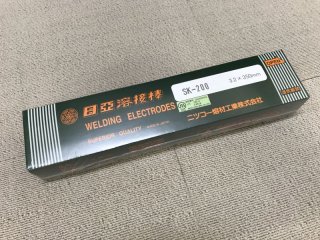 日亞溶接棒
SK-200
3.2 × 350mm
WELDING ELECTRODES
SUPERIOR QUALITY
ニツコー熔材工業株式会社